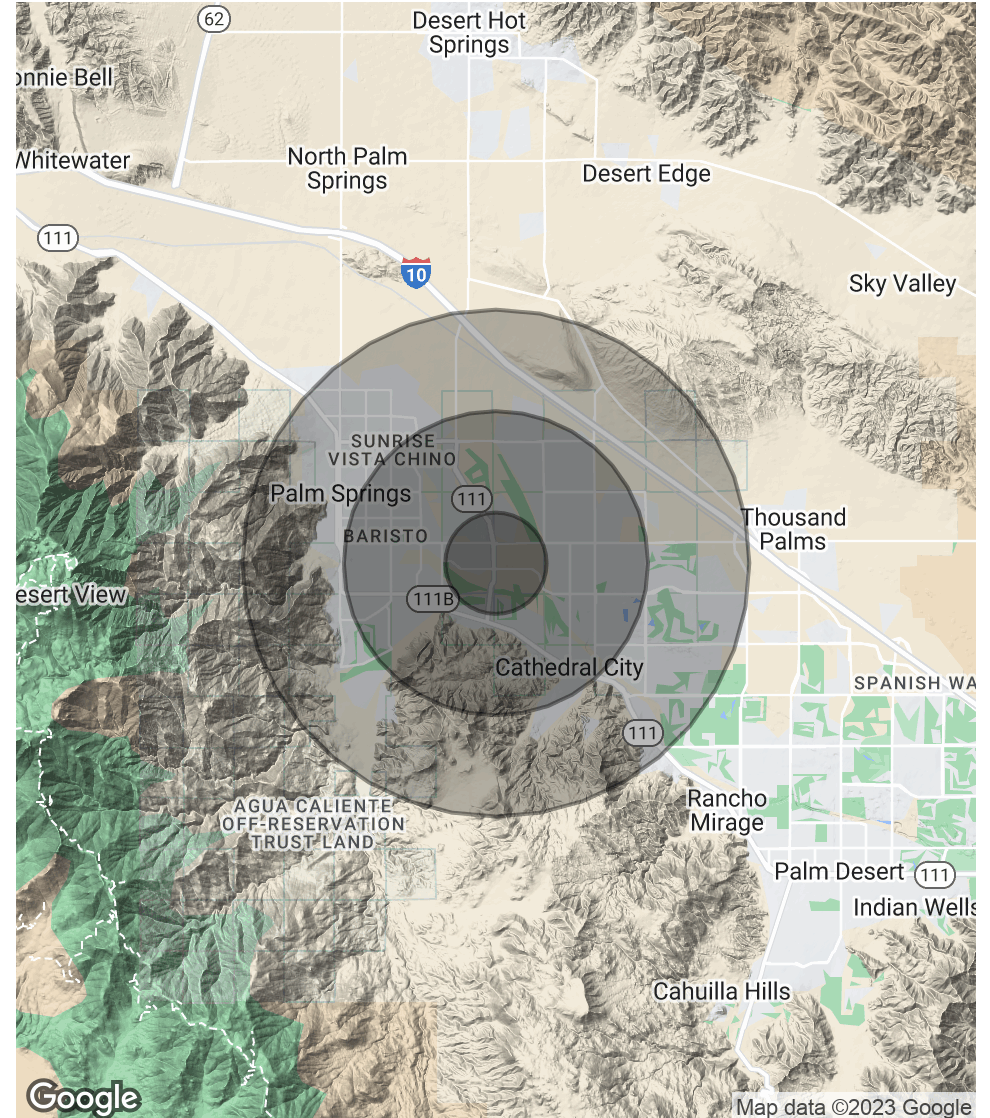 62
Desert Hot
Springs
onnie Bell
Whitewater
North Palm
Springs
Desert Edge
111
10
Sky Valley
SUNRISE
VISTA CHINO
Palm Springs
111
BARISTO
Thousand
Palms
esert View
111B
Cathedral City
SPANISH WA
111
AGUA CALIENTE
OFF-RESERVATION
TRUST LAND
Rancho
Mirage
Palm Desert
111
Indian Wells
Cahuilla Hills
Google
Map data ©2023 Google